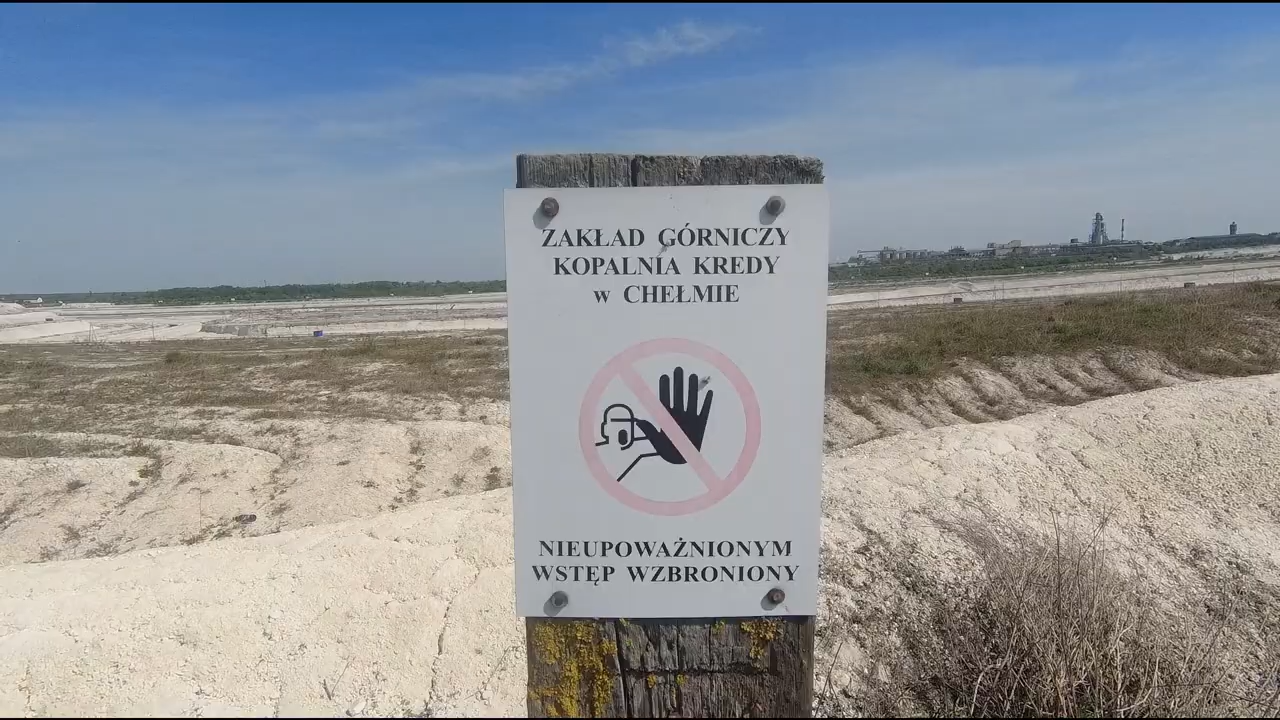 ZAKŁAD GÓRNICZY
KOPALNIA KREDY
w CHEŁMIE
NIEUPOWAŻNIONYM
WSTĘP WZBRONIONY